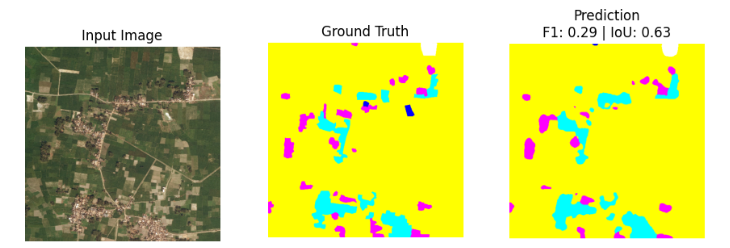 Input Image
Ground Truth
Prediction
F1: 0.29 | IoU: 0.63